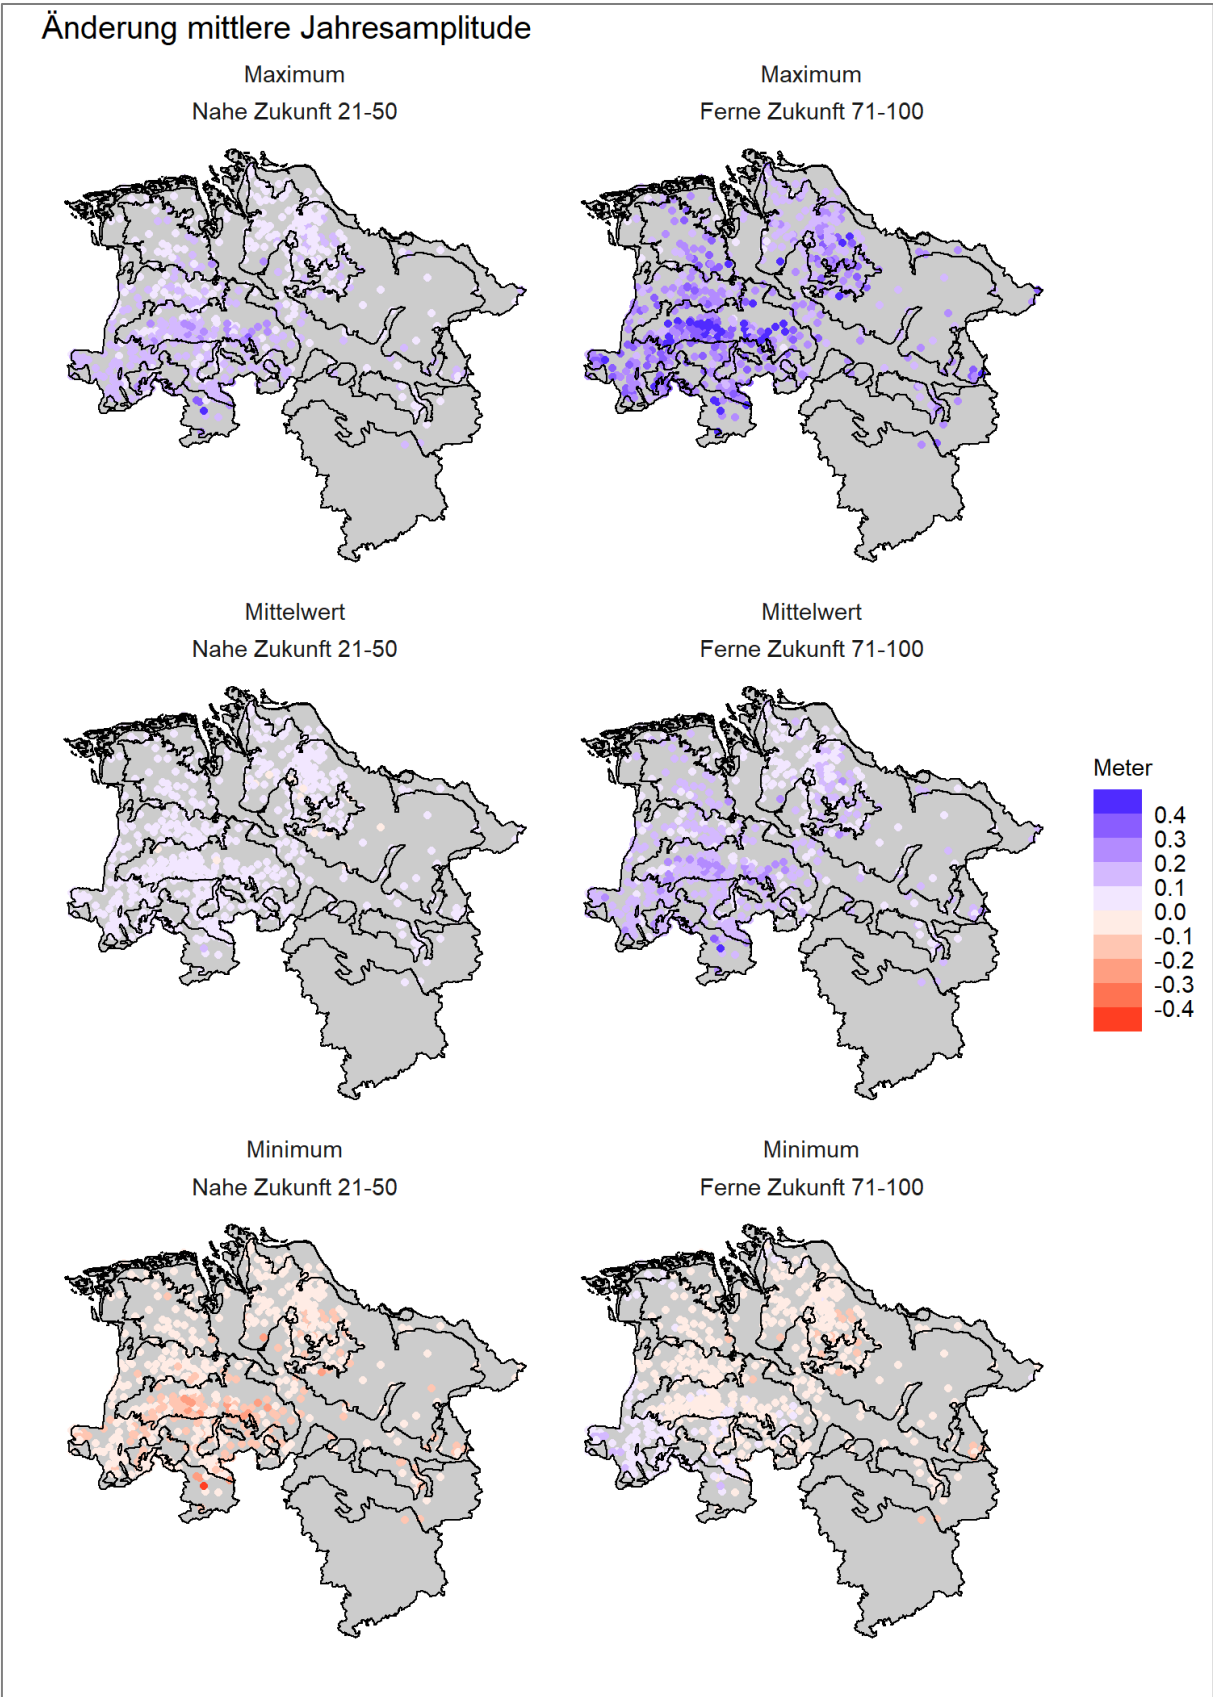 Änderung mittlere Jahresamplitude
Maximum
Nahe Zukunft 21-50
Maximum
Ferne Zukunft 71-100
Mittelwert
Nahe Zukunft 21-50
Mittelwert
Ferne Zukunft 71-100
Meter
0.4
0.3
0.2
0.1
0.0
-0.1
-0.2
-0.3
-0.4
Minimum
Nahe Zukunft 21-50
Minimum
Ferne Zukunft 71-100